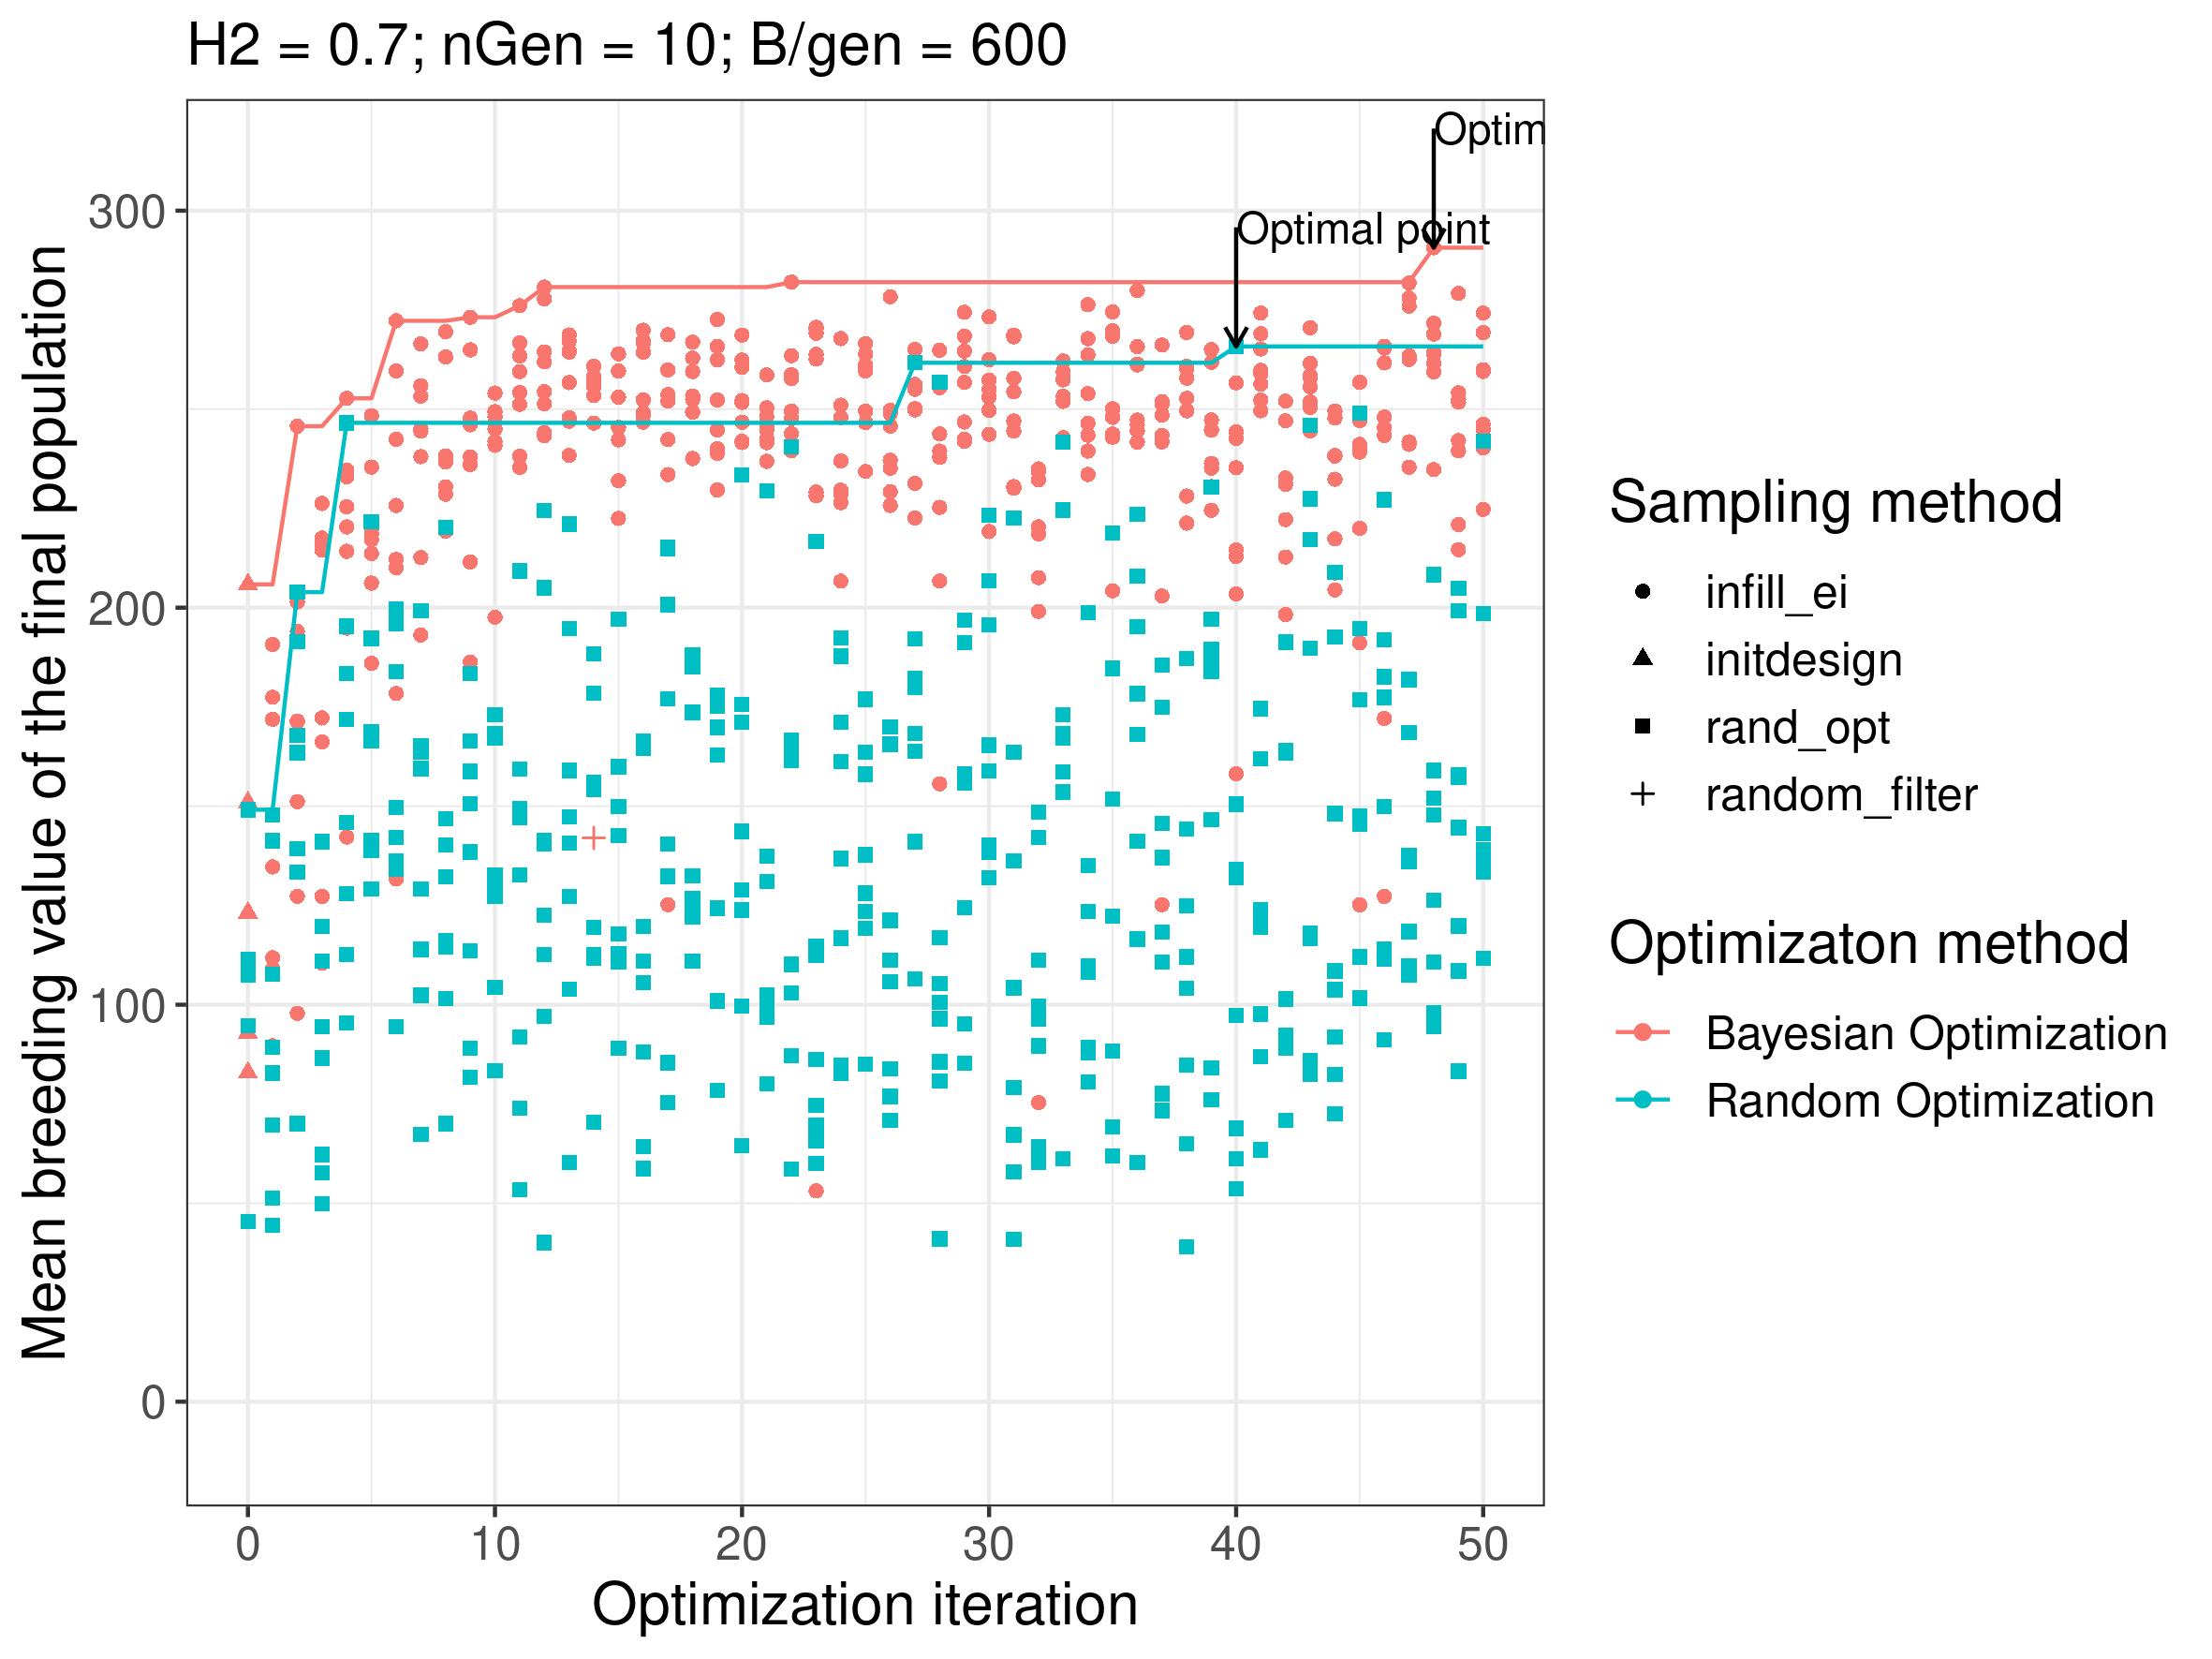 H2 = 0.7; nGen = 10; B/gen = 600
Optim
Optimal point
Mean breeding value of the final population
300
200
100
0
0 10 20 30 40 50
Optimization iteration
Sampling method
infill_ei
initdesign
rand_opt
random_filter
Optimizaton method
Bayesian Optimization
Random Optimization